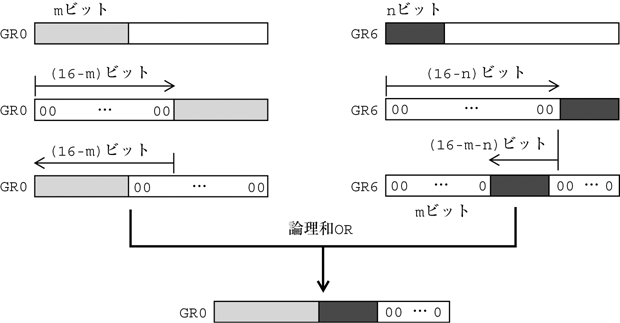 mビット
nビット
GR0
GR6
(16-m)ビット
(16-n)ビット
GR0 00 … 00
GR6 00 … 00
(16-m)ビット
(16-m-n)ビット
GR0 00 … 00
GR6 00 … 0 00 … 0
mビット
論理和OR
GR0 00 … 0